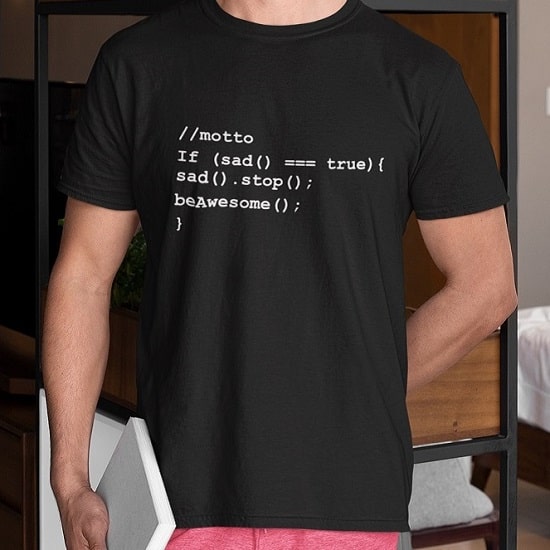 //motto
If (sad() === true){
sad().stop();
beAwesome();
}